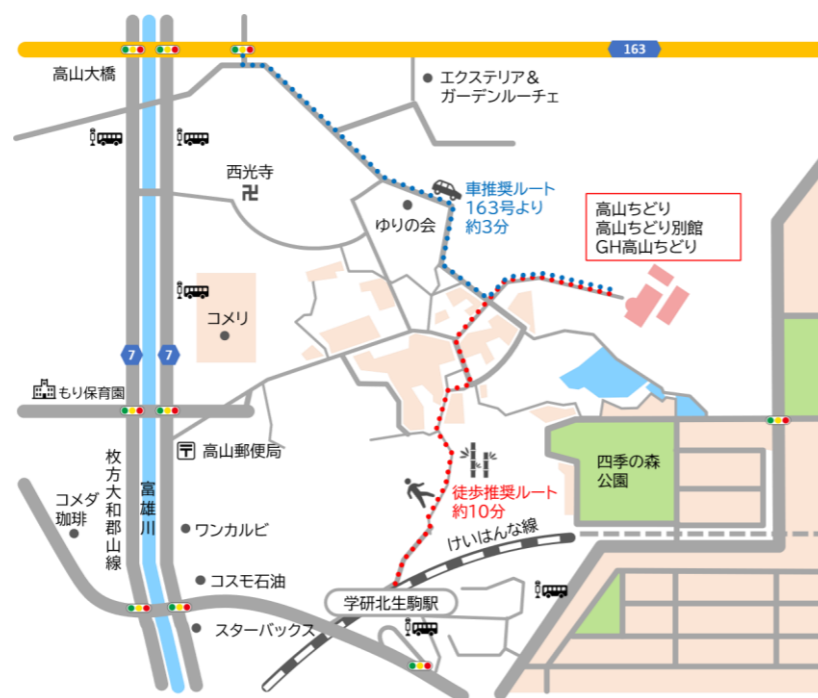 163
高山大橋
エクステリア&
ガーデンルーチェ
西光寺
卍
ゆりの会
車推奨ルート
163号より
約3分
高山ちどり
高山ちどり別館
GH高山ちどり
コメリ
7
7
もり保育園
〒
高山郵便局
枚方大和郡山線
富雄川
コメダ
珈琲
ワンカルビ
コスモ石油
スターバックス
徒歩推奨ルート
約10分
けいはんな線
学研北生駒駅
四季の森
公園